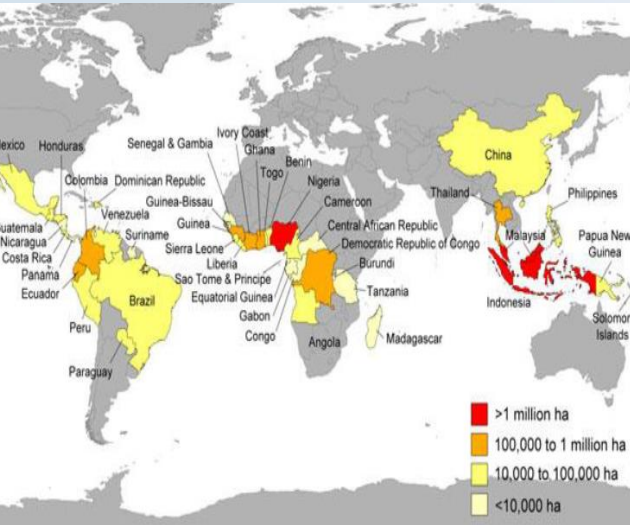 exico
Honduras
Colombia
Dominican Republic
Venezuela
Suriname
uatemala
Nicaragua
Costa Rica
Panama
Ecuador
Peru
Brazil
Paraguay
Ivory Coast
Senegal & Gambia
Ghana
Benin
Togo
Guinea-Bissau
Nigeria
Cameroon
Guinea
Central African Republic
Sierra Leone
Democratic Republic of Congo
Liberia
Burundi
Sao Tome & Principe
Equatorial Guinea
Tanzania
Gabon
Congo
Angola
Madagascar
China
Thailand
Philippines
Malaysia
Papua New
Guinea
Indonesia
Solomon
Islands
>1 million ha
100,000 to 1 million ha
10,000 to 100,000 ha
<10,000 ha